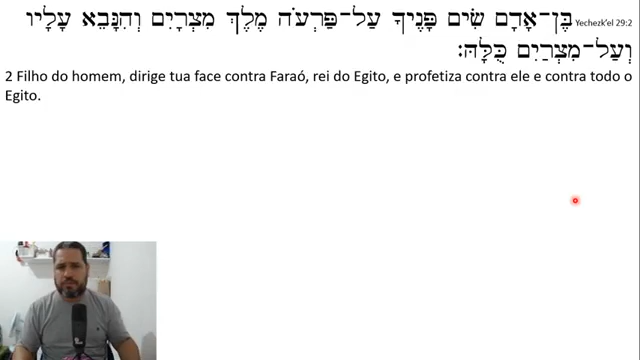 Yechezk'el 29:2 בֶּן־אָדָם שִׂים פָּנֶיךָ עַל־פַּרְעֹה מֶלֶךְ מִצְרָיִם וְהִנָּבֵא עָלָיו
וְעַל־מִצְרַיִם כֻּלָּהּ׃
2 Filho do homem, dirige tua face contra Faraó, rei do Egito, e profetiza contra ele e contra todo o
Egito.